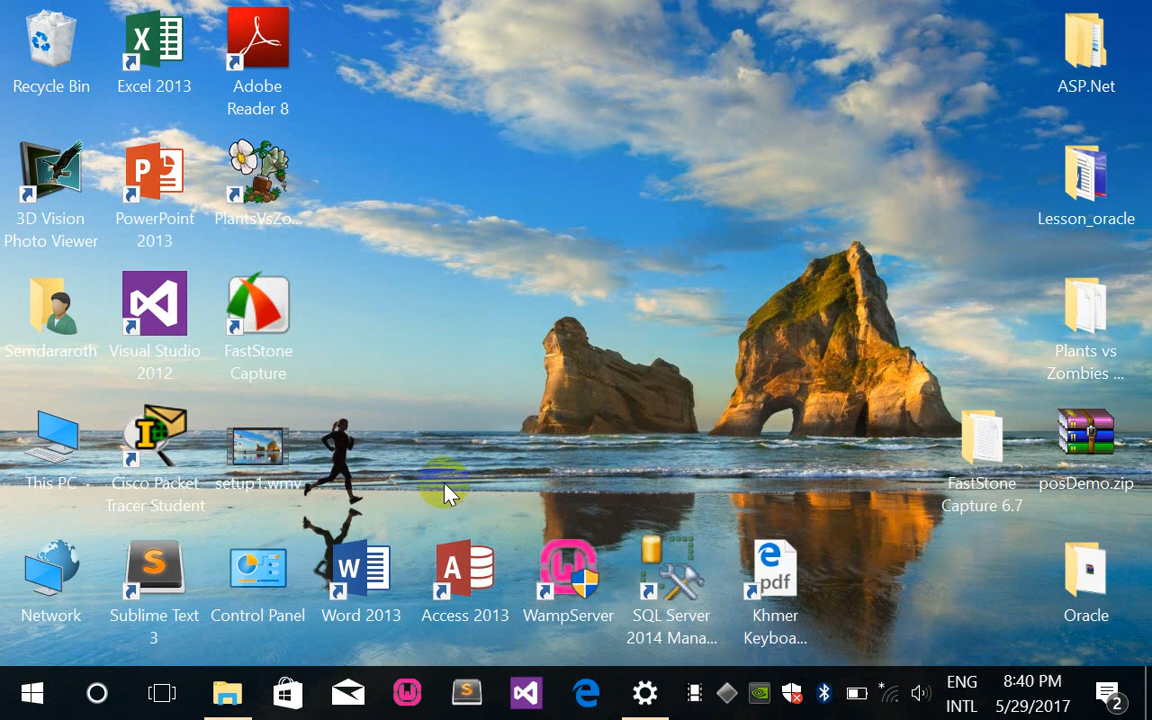 Recycle Bin
Excel 2013
Adobe
Reader 8
ASP.Net
3D Vision
Photo Viewer
PowerPoint
2013
PlantsVsZo...
Lesson_oracle
Semdararoth
Visual Studio
2012
FastStone
Capture
Plants vs
Zombies ...
This PC
Cisco Packet
Tracer Student
setup1.wmv
FastStone
Capture 6.7
posDemo.zip
Network
Sublime Text
3
Control Panel
Word 2013
Access 2013
WampServer
SQL Server
2014 Mana...
pdf
Khmer
Keyboa...
Oracle
ENG
INTL
8:40 PM
5/29/2017
2